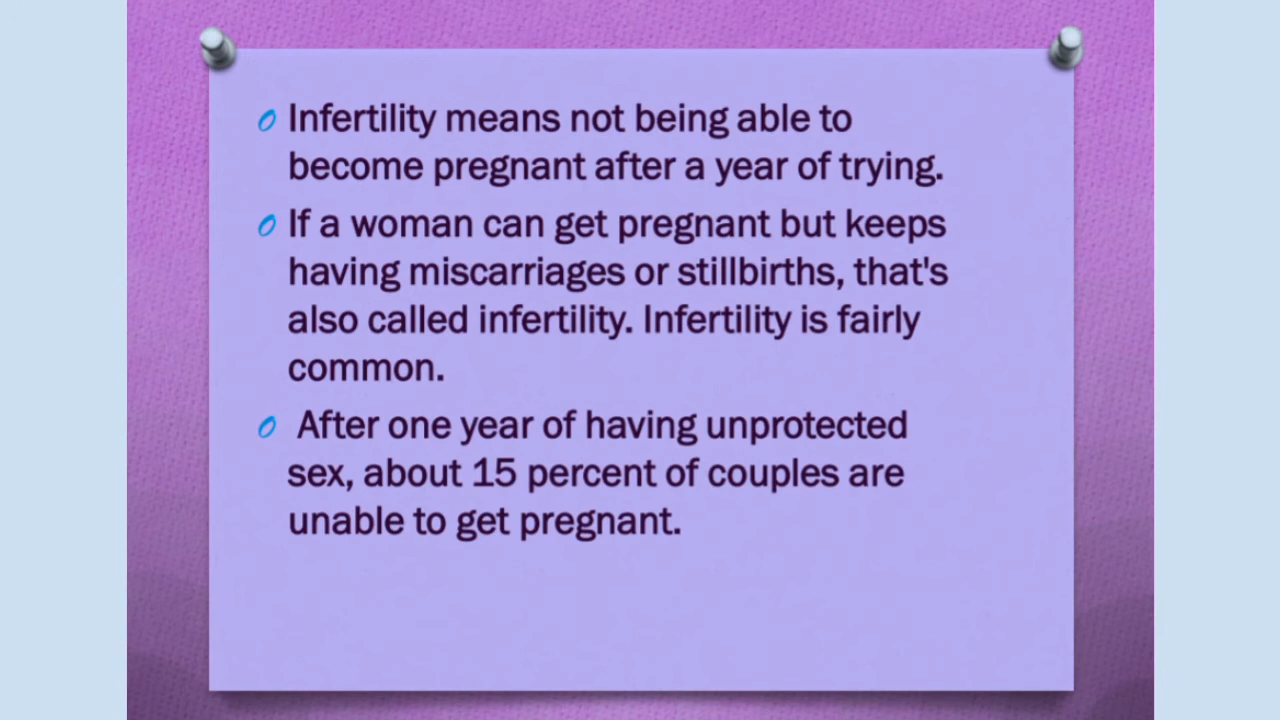 Infertility means not being able to
become pregnant after a year of trying.
If a woman can get pregnant but keeps
having miscarriages or stillbirths, that's
also called infertility. Infertility is fairly
common.
After one year of having unprotected
sex, about 15 percent of couples are
unable to get pregnant.